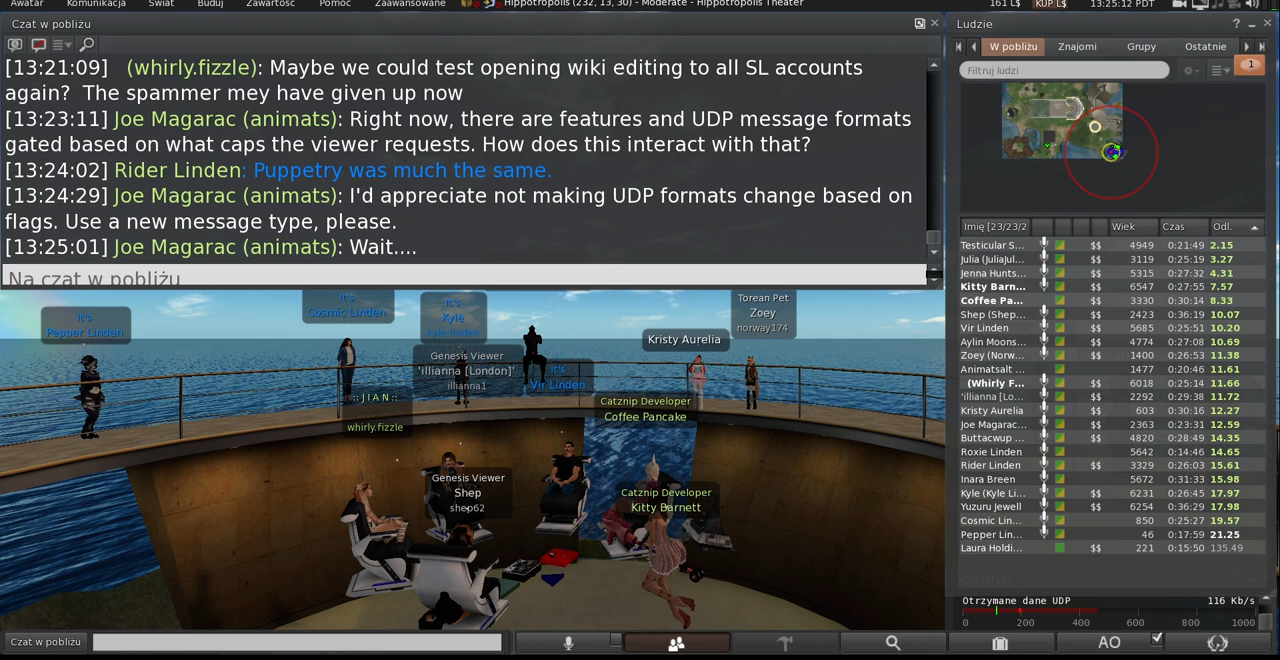 Awatar Komunikacja Świat Buduj Zawartość Pomoc Zaawansowane Hippotropolis (232, 13, 30) - Moderate - Hippotropolis Theater 161 L$ KUP L$ 13:25:12 PDT
Czat w pobliżu
[13:21:09] (whirly.fizzle): Maybe we could test opening wiki editing to all SL accounts
again? The spammer mey have given up now
[13:23:11] Joe Magarac (animats): Right now, there are features and UDP message formats
gated based on what caps the viewer requests. How does this interact with that?
[13:24:02] Rider Linden: Puppetry was much the same.
[13:24:29] Joe Magarac (animats): I'd appreciate not making UDP formats change based on
flags. Use a new message type, please.
[13:25:01] Joe Magarac (animats): Wait....
Na czat w pobliżu
It's
Pepper Linden
It's
Cosmic Linden
It's
Kyle
kyle.linden
Torean Pet
Zoey
norway174
Kristy Aurelia
Genesis Viewer
'illianna [London]'
illianna1
It's
Vir Linden
:: J I A N ::
whirly.fizzle
Catznip Developer
Coffee Pancake
Genesis Viewer
Shep
shep62
Catznip Developer
Kitty Barnett
Czat w pobliżu
Ludzie
W pobliżu Znajomi Grupy Ostatnie
Filtruj ludzi
1
Imię [23/23/2 Wiek Czas Odl.
Testicular S... $$ 4949 0:21:49 2.15
Julia (JuliaJul... $$ 3119 0:25:19 3.27
Jenna Hunts... $$ 5315 0:27:32 4.31
Kitty Barn... $$ 6547 0:27:55 7.57
Coffee Pa... $$ 3330 0:30:14 8.33
Shep (Shep... $$ 2423 0:36:19 10.07
Vir Linden $$ 5685 0:25:51 10.20
Aylin Moons... $$ 4774 0:27:08 10.69
Zoey (Norw... $$ 1400 0:26:53 11.38
Animatsalt ... 1477 0:20:46 11.61
(Whirly F... $$ 6018 0:25:14 11.66
'illianna [Lo... $$ 2292 0:29:38 11.72
Kristy Aurelia $$ 603 0:30:16 12.27
Joe Magarac... $$ 2363 0:23:31 12.59
Buttacwup ... $$ 4820 0:28:49 14.35
Roxie Linden 5642 0:14:46 14.65
Rider Linden $$ 3329 0:26:03 15.61
Inara Breen 5672 0:31:33 15.98
Kyle (Kyle Li... $$ 6231 0:26:45 17.97
Yuzuru Jewell $$ 6254 0:36:29 17.98
Cosmic Lin... 850 0:25:27 19.57
Pepper Lin... 46 0:17:59 21.25
Laura Holdi... $$ 221 0:15:50 135.49
Otrzymane dane UDP 116 Kb/s
0 200 400 600 800 1000
AO